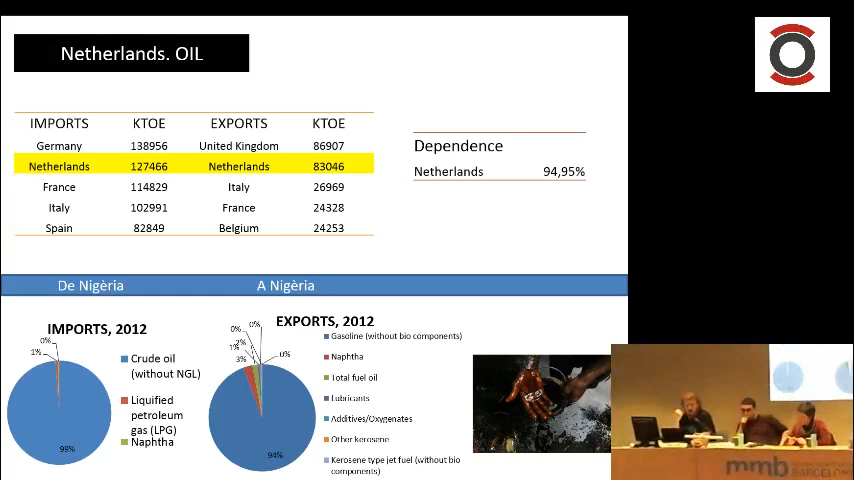 Netherlands. OIL
IMPORTS KTOE EXPORTS KTOE
Germany 138956 United Kingdom 86907
Netherlands 127466 Netherlands 83046
France 114829 Italy 26969
Italy 102991 France 24328
Spain 82849 Belgium 24253
Dependence
Netherlands 94,95%
De Nigèria A Nigèria
IMPORTS, 2012
0%
1%
99%
Crude oil
(without NGL)
Liquified
petroleum
gas (LPG)
Naphtha
EXPORTS, 2012
0%
0%
2%
1%
3%
0%
94%
Gasoline (without bio components)
Naphtha
Total fuel oil
Lubricants
Additives/Oxygenates
Other kerosene
Kerosene type jet fuel (without bio
components)
mmb
BARCELONA